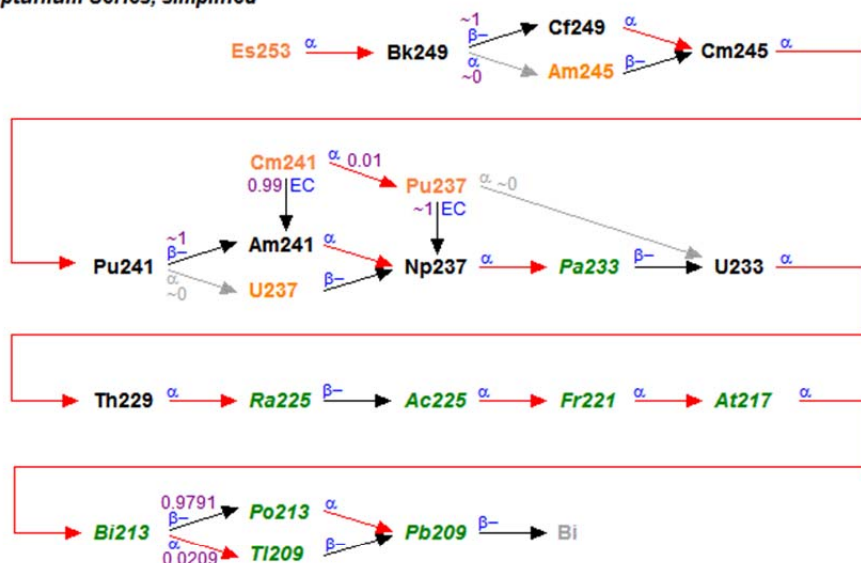 Series, simplified
~1
β− Cf249 α
Es253 α Bk249 α Am245 β− Cm245 α
~0
Cm241 α 0.01
0.99 EC Pu237 α ~0
~1 EC
~1
β− Am241 α
Pu241 Np237 α Pa233 β− U233 α
α U237 β−
~0
Th229 α Ra225 β− Ac225 α Fr221 α At217 α
0.9791 Po213 α
β−
Bi213 Pb209 β− Bi
α Tl209 β−
0.0209